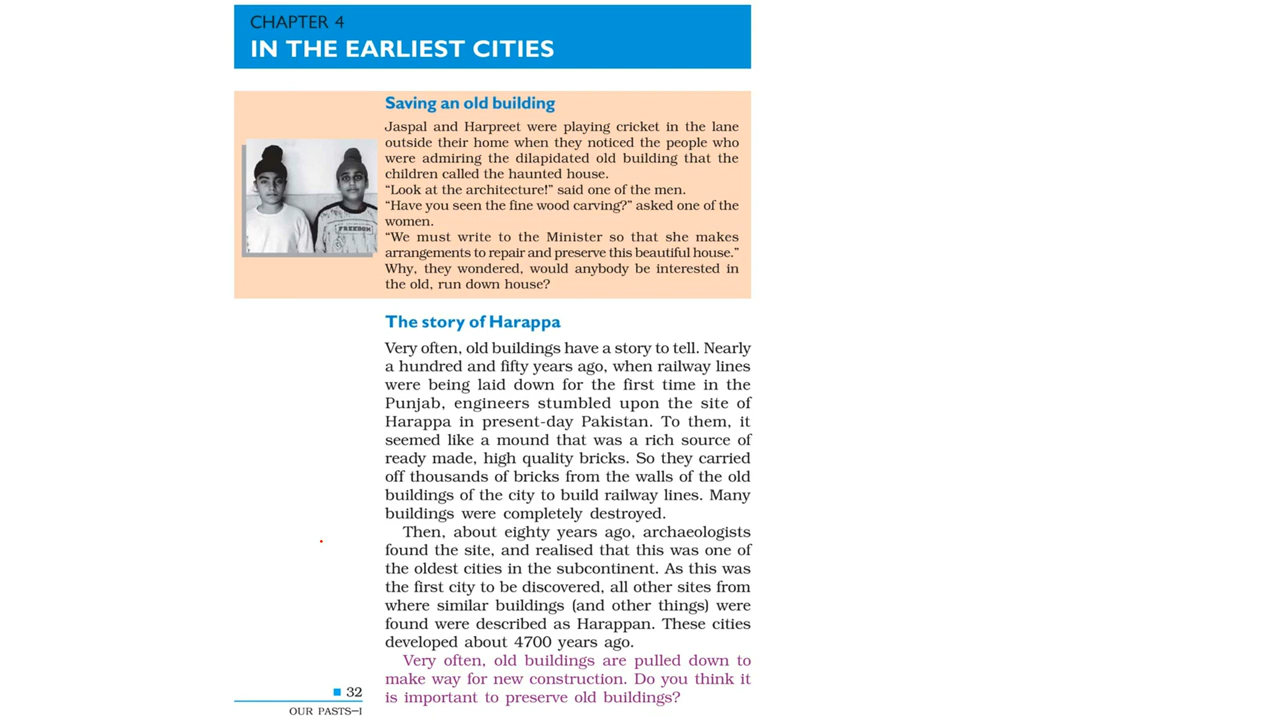 CHAPTER 4
IN THE EARLIEST CITIES
Saving an old building
Jaspal and Harpreet were playing cricket in the lane
outside their home when they noticed the people who
were admiring the dilapidated old building that the
children called the haunted house.
“Look at the architecture!” said one of the men.
“Have you seen the fine wood carving?” asked one of the
women.
“We must write to the Minister so that she makes
arrangements to repair and preserve this beautiful house.”
Why, they wondered, would anybody be interested in
the old, run down house?
FREEDOM
The story of Harappa
Very often, old buildings have a story to tell. Nearly
a hundred and fifty years ago, when railway lines
were being laid down for the first time in the
Punjab, engineers stumbled upon the site of
Harappa in present-day Pakistan. To them, it
seemed like a mound that was a rich source of
ready made, high quality bricks. So they carried
off thousands of bricks from the walls of the old
buildings of the city to build railway lines. Many
buildings were completely destroyed.
Then, about eighty years ago, archaeologists
found the site, and realised that this was one of
the oldest cities in the subcontinent. As this was
the first city to be discovered, all other sites from
where similar buildings (and other things) were
found were described as Harappan. These cities
developed about 4700 years ago.
Very often, old buildings are pulled down to
make way for new construction. Do you think it
is important to preserve old buildings?
32
OUR PASTS–I